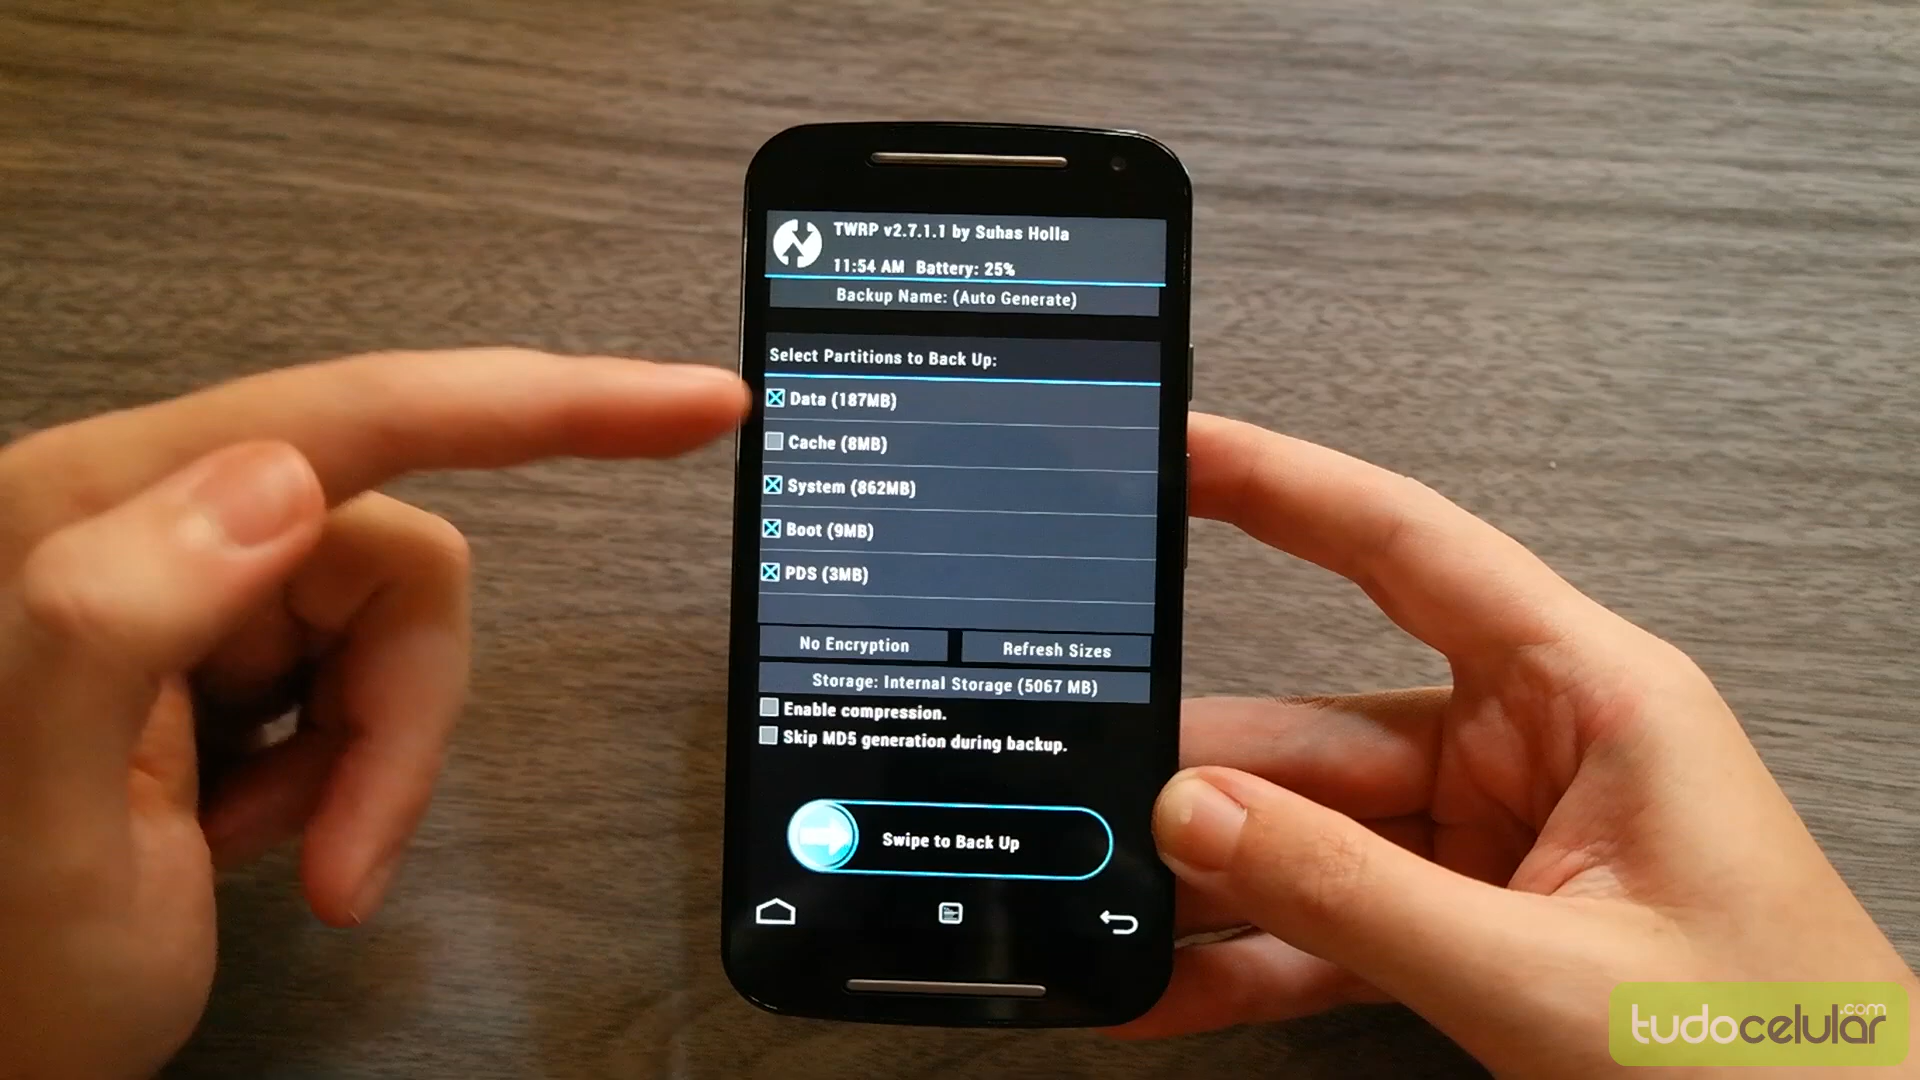 TWRP v2.7.1.1 by Suhas Holla
11:54 AM Battery: 25%
Backup Name: (Auto Generate)
Select Partitions to Back Up:
Data (187MB)
Cache (8MB)
System (862MB)
Boot (9MB)
PDS (3MB)
No Encryption Refresh Sizes
Storage: Internal Storage (5067 MB)
Enable compression.
Skip MD5 generation during backup.
Swipe to Back Up
tudocelular.com